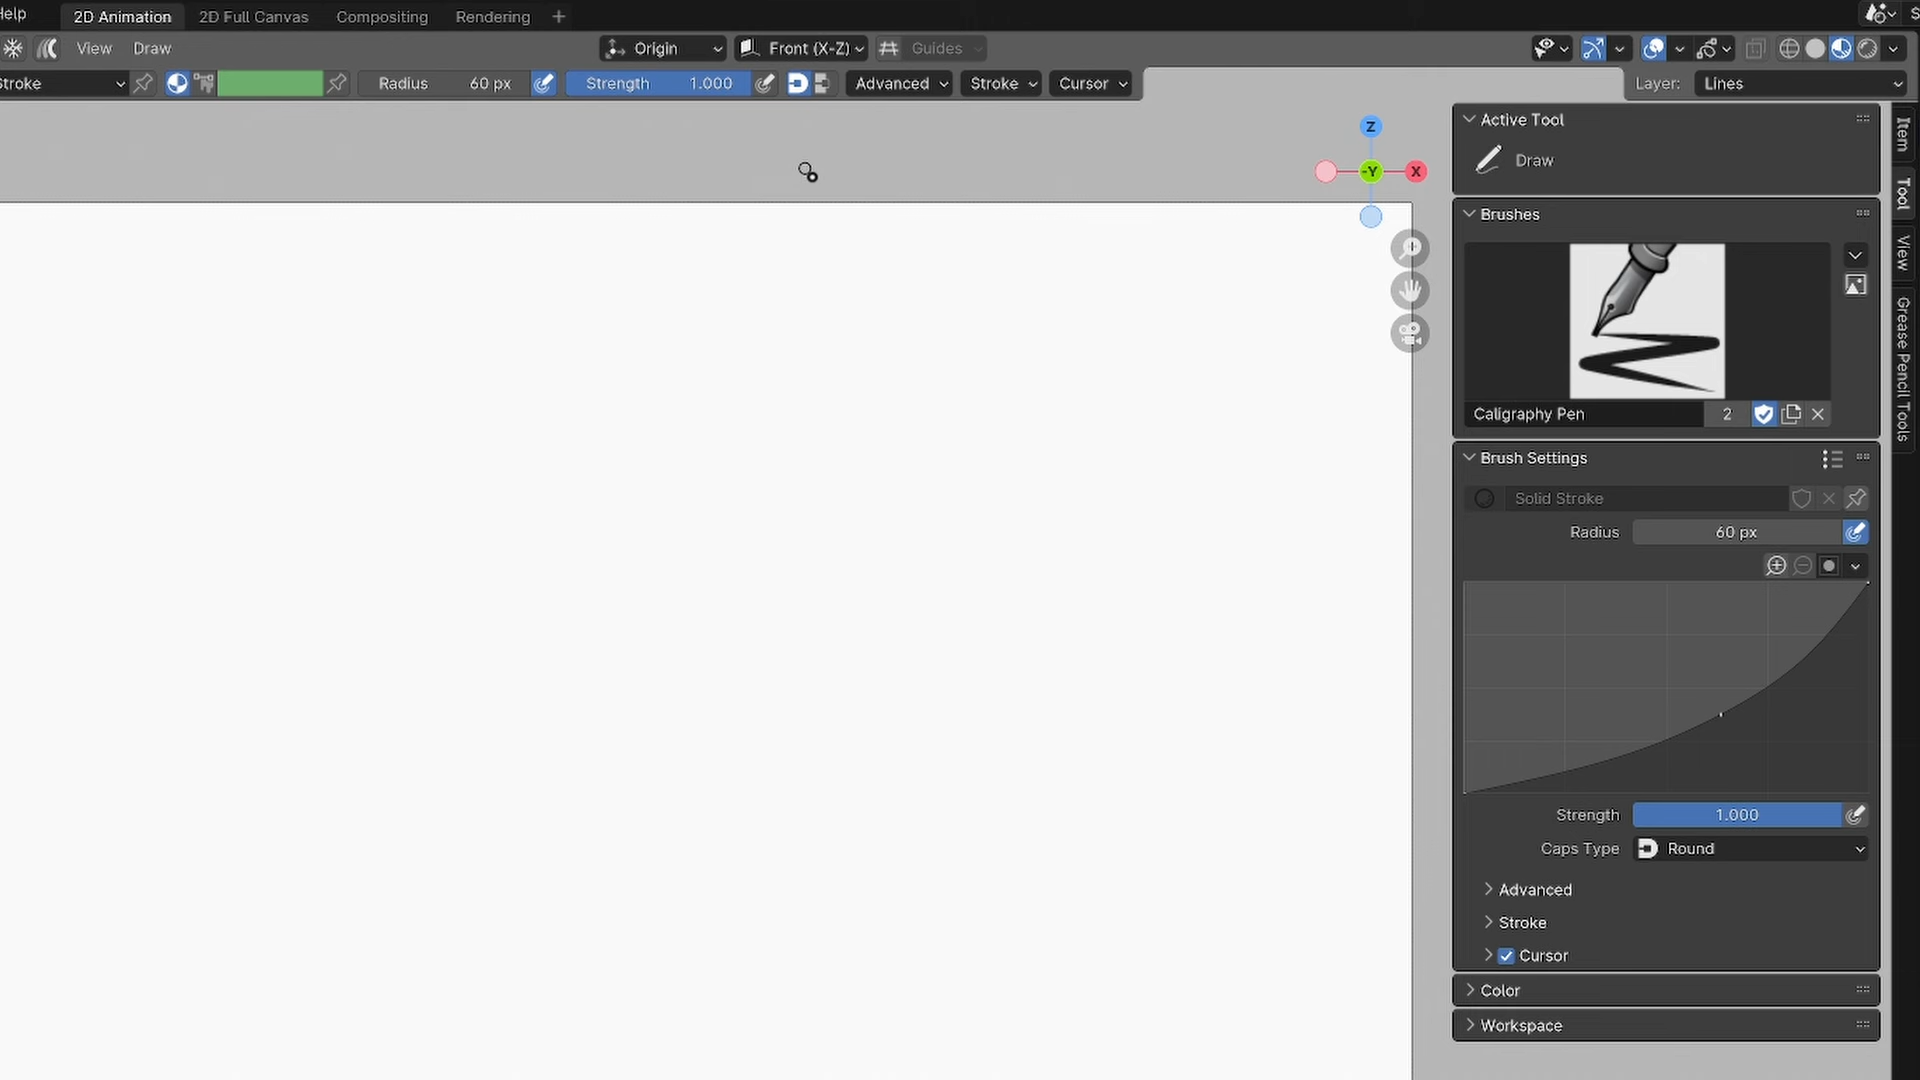 Help 2D Animation 2D Full Canvas Compositing Rendering +
View Draw Origin Front (X-Z) Guides
Stroke Radius 60 px Strength 1.000 Advanced Stroke Cursor Layer: Lines
Z
-Y X
Active Tool
Draw
Brushes
Caligraphy Pen 2
Brush Settings
Solid Stroke
Radius 60 px
Strength 1.000
Caps Type Round
Advanced
Stroke
Cursor
Color
Workspace
Item
Tool
View
Grease Pencil Tools